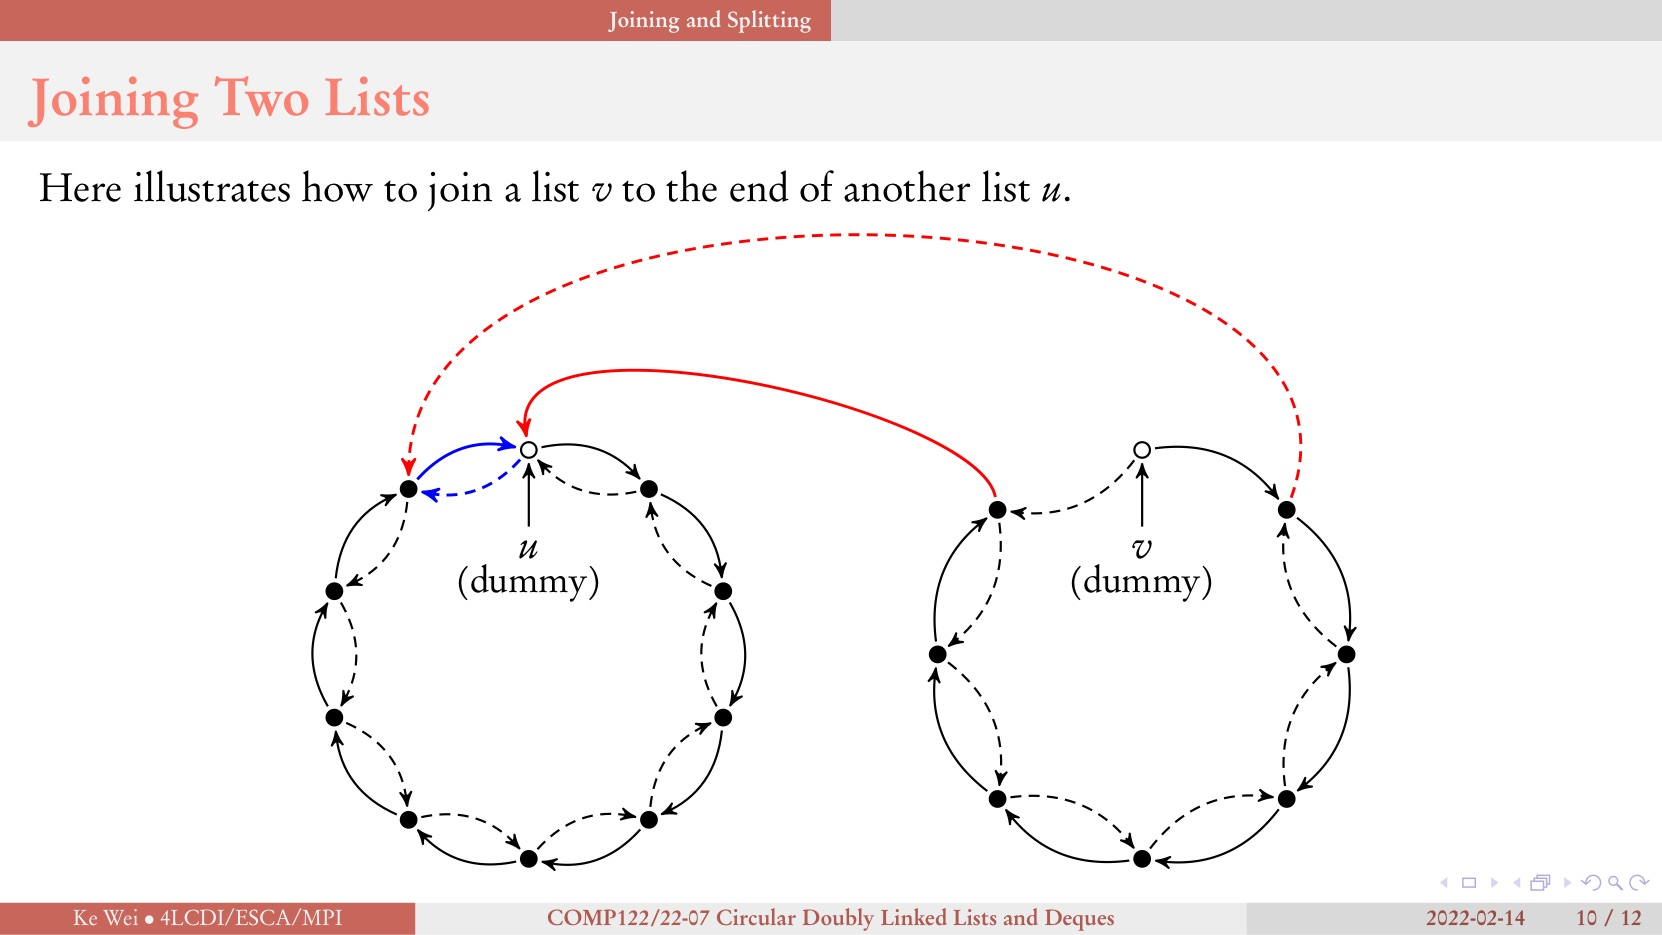 Joining and Splitting
Joining Two Lists
Here illustrates how to join a list v to the end of another list u.
u
(dummy)
v
(dummy)
Ke Wei • 4LCDI/ESCA/MPI
COMP122/22-07 Circular Doubly Linked Lists and Deques
2022-02-14
10 / 12